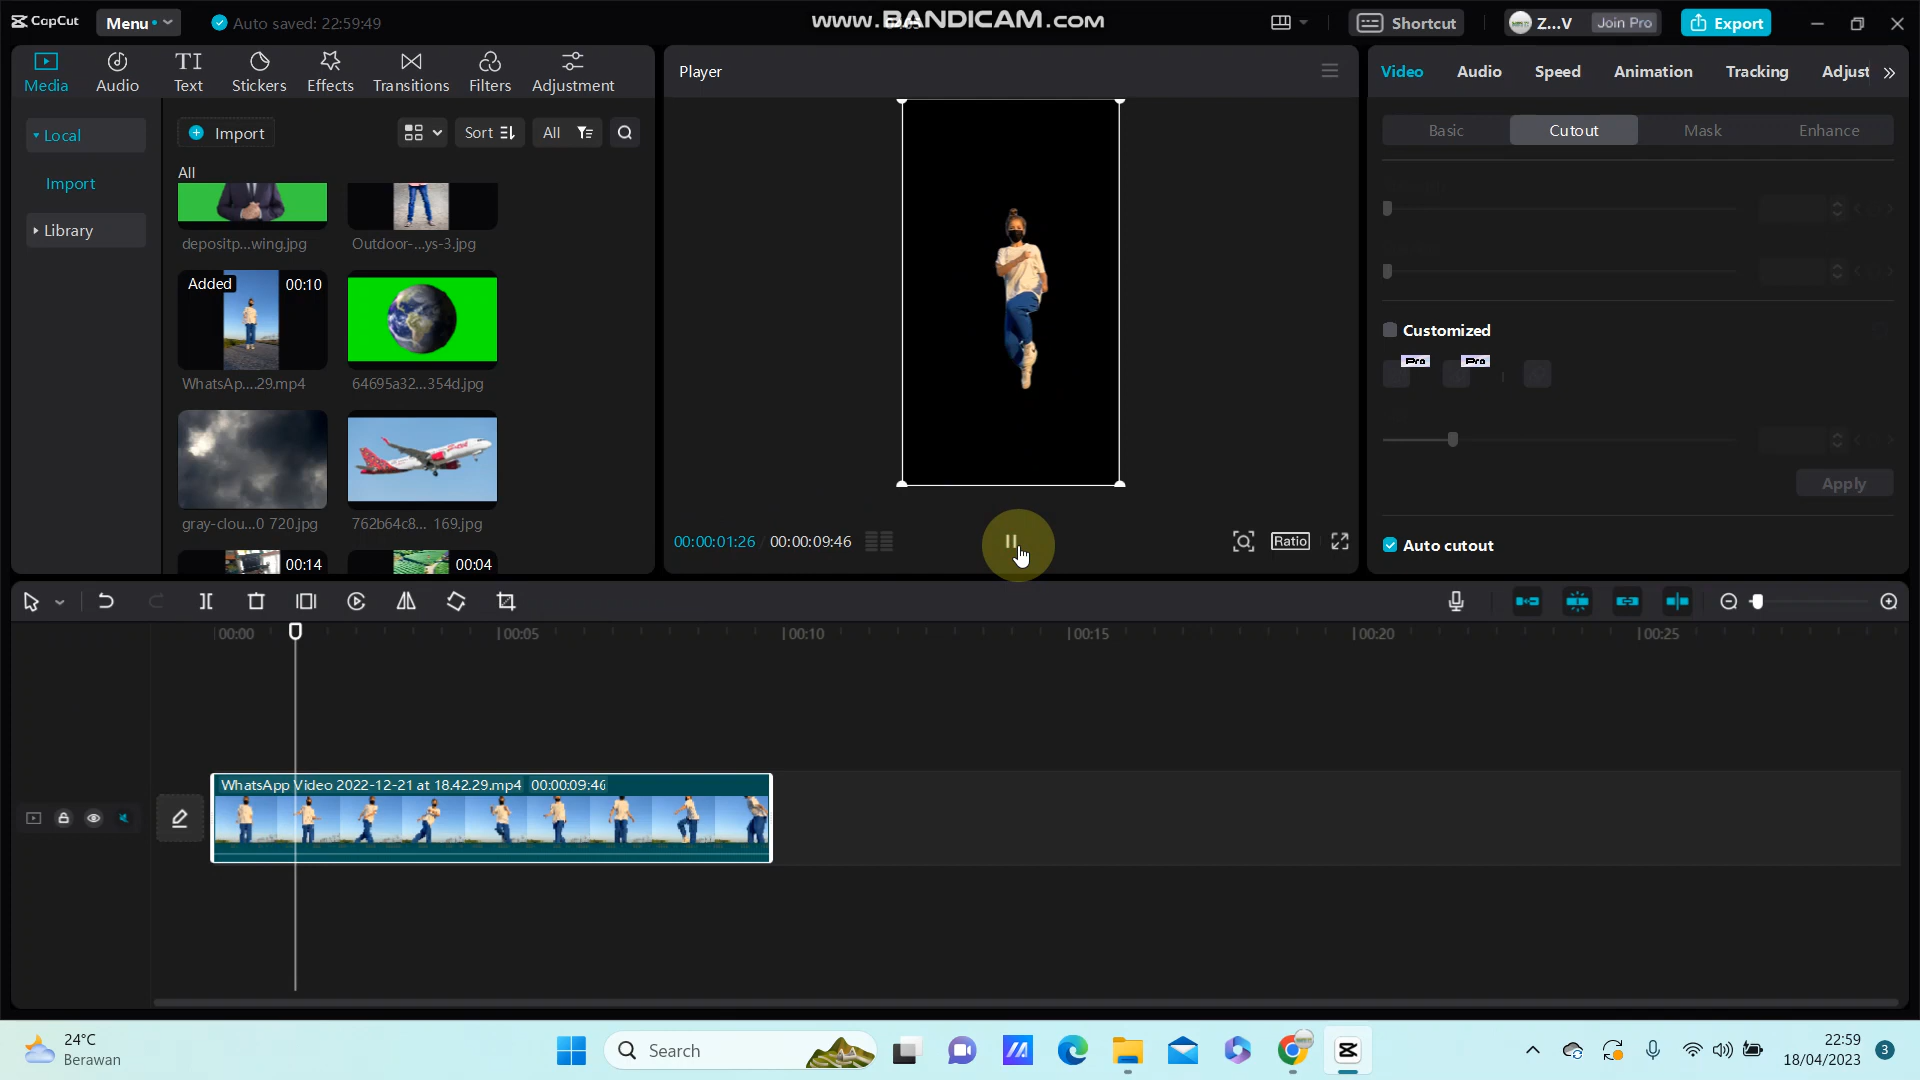 CapCut
Menu
Auto saved: 22:59:49
www.BANDICAM.com
Shortcut
Z...V
Join Pro
Export
Media
Audio
Text
Stickers
Effects
Transitions
Filters
Adjustment
Local
Import
Library
Import
Sort
All
All
depositp...wing.jpg
Outdoor-...ys-3.jpg
Added
00:10
WhatsAp....29.mp4
64695a32...354d.jpg
gray-clou...0 720.jpg
762b64c8... 169.jpg
00:14
00:04
Player
00:00:01:26
00:00:09:46
Ratio
Video
Audio
Speed
Animation
Tracking
Adjust
Basic
Cutout
Mask
Enhance
Customized
Pro
Pro
Apply
Auto cutout
00:00
00:05
00:10
00:15
00:20
00:25
WhatsApp Video 2022-12-21 at 18.42.29.mp4 00:00:09:46
24°C
Berawan
Search
22:59
18/04/2023
3